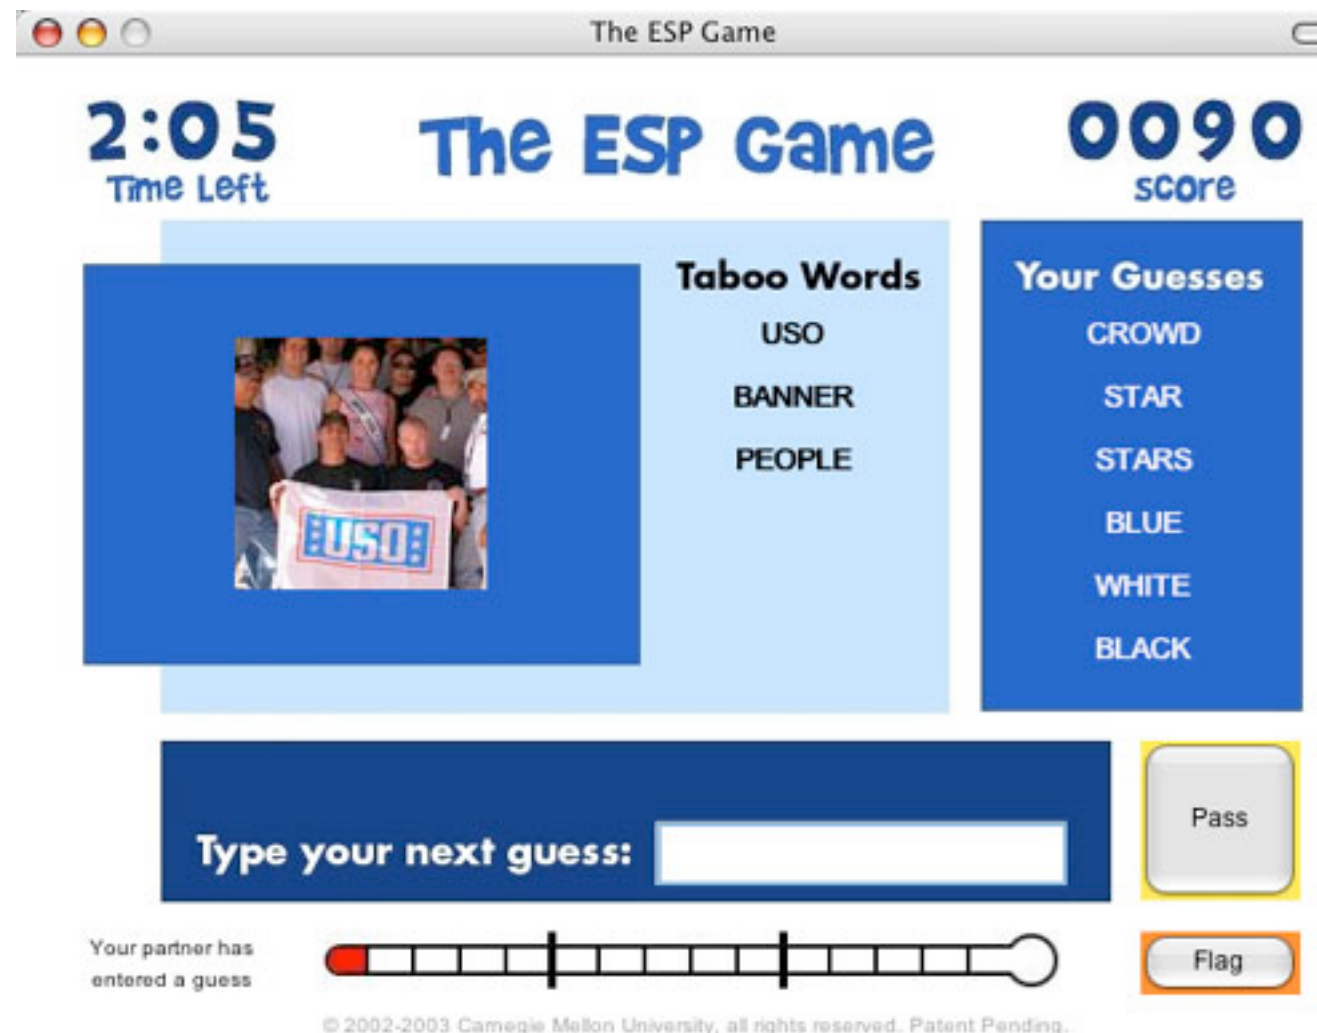 The ESP Game
2:05
Time Left
The ESP Game
0090
score
Taboo Words
USO
BANNER
PEOPLE
Your Guesses
CROWD
STAR
STARS
BLUE
WHITE
BLACK
USO
Type your next guess:
Pass
Your partner has
entered a guess
Flag
© 2002-2003 Carnegie Mellon University, all rights reserved. Patent Pending.